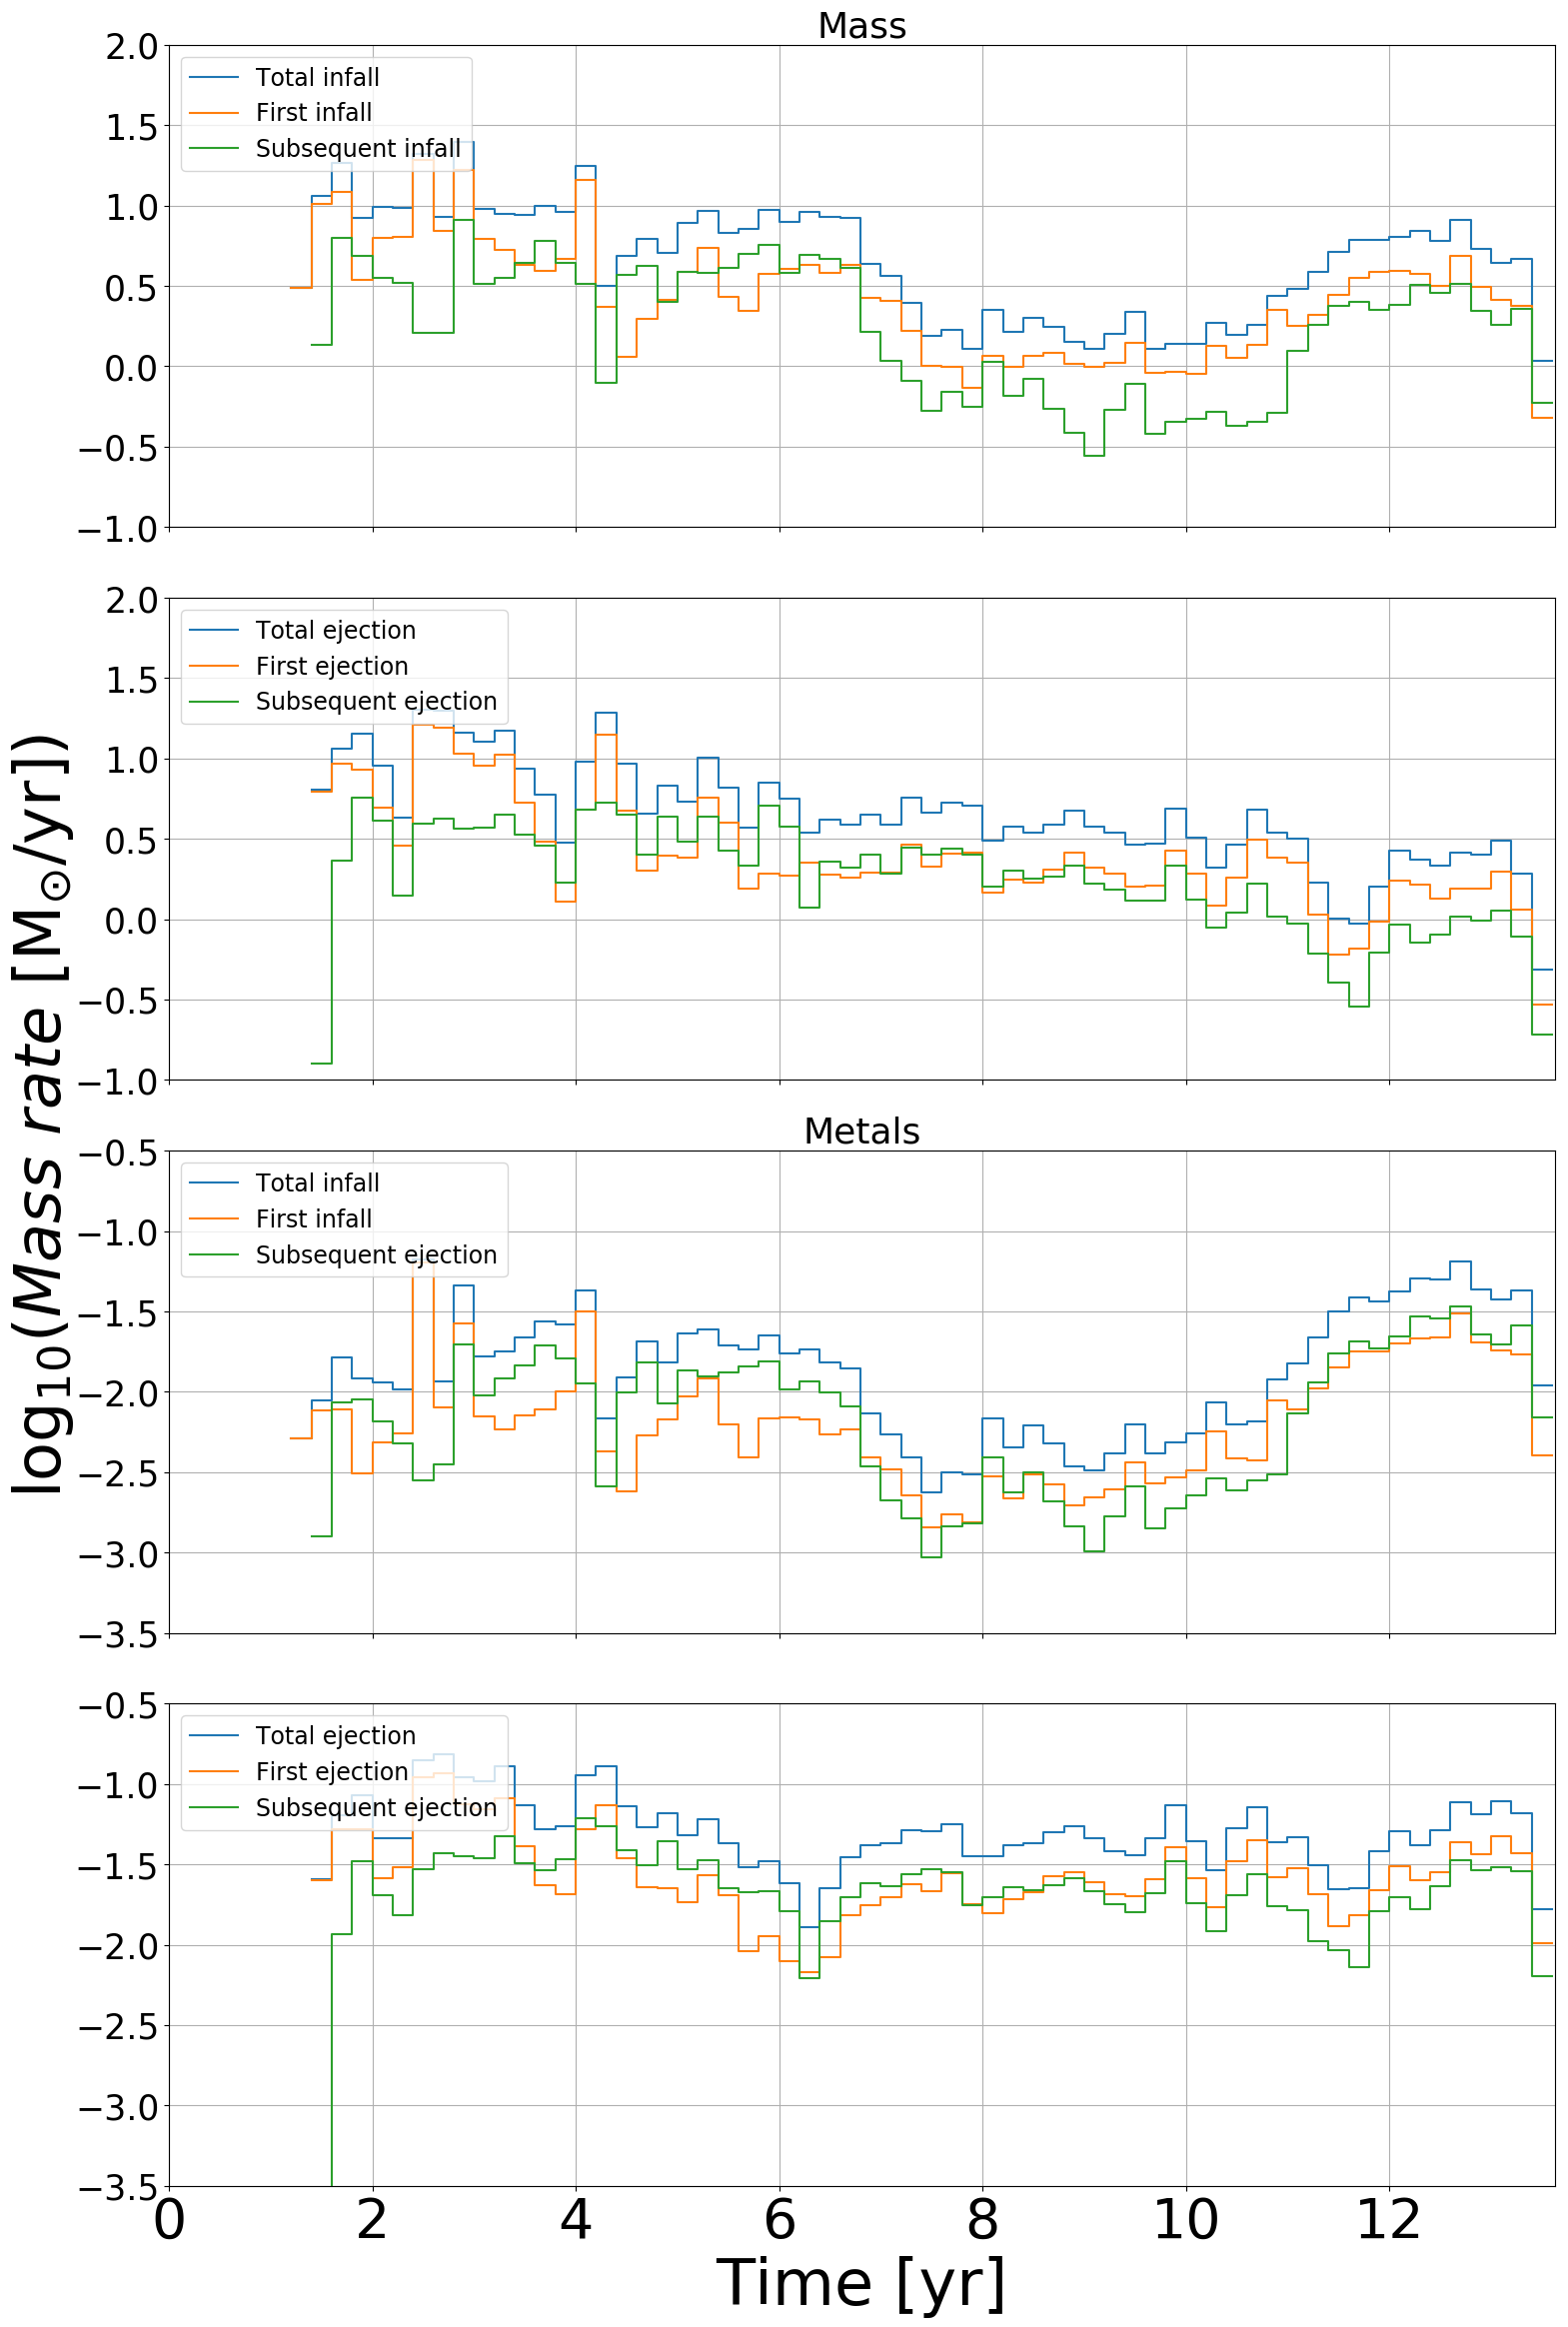 Mass
2.0
1.5
1.0
0.5
0.0
−0.5
−1.0
Total infall
First infall
Subsequent infall
2.0
1.5
1.0
0.5
0.0
−0.5
−1.0
Total ejection
First ejection
Subsequent ejection
log10(Mass rate [M⊙/yr])
Metals
−0.5
−1.0
−1.5
−2.0
−2.5
−3.0
−3.5
Total infall
First infall
Subsequent ejection
−0.5
−1.0
−1.5
−2.0
−2.5
−3.0
−3.5
Total ejection
First ejection
Subsequent ejection
0 2 4 6 8 10 12
Time [yr]